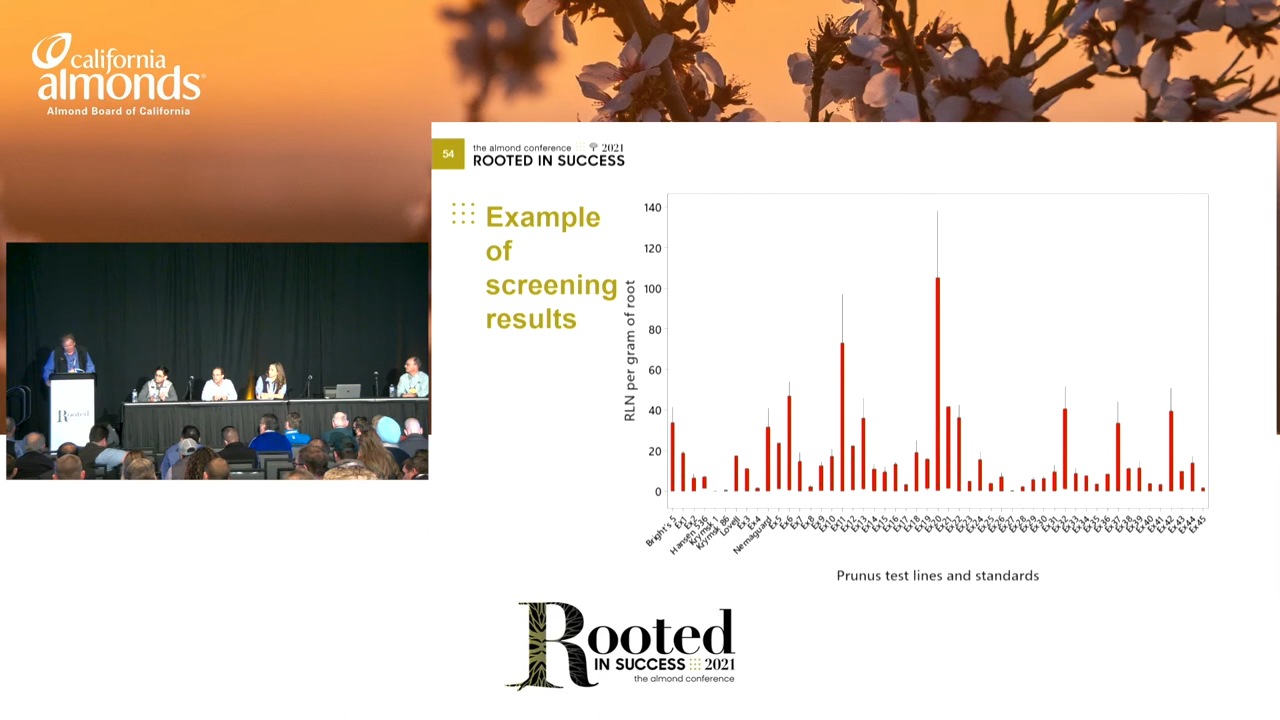 california
almonds
Almond Board of California
54
the almond conference 2021
ROOTED IN SUCCESS
Example
of
screening
results
RLN per gram of root
140
120
100
80
60
40
20
0
Bright's 5
Ex1
Ex2
Hansen 536
Krymsk 1
Krymsk 86
Lovell
Ex3
Ex4
Nemaguard
Ex5
Ex6
Ex7
Ex8
Ex9
Ex10
Ex11
Ex12
Ex13
Ex14
Ex15
Ex16
Ex17
Ex18
Ex19
Ex20
Ex21
Ex22
Ex23
Ex24
Ex25
Ex26
Ex27
Ex28
Ex29
Ex30
Ex31
Ex32
Ex33
Ex34
Ex35
Ex36
Ex37
Ex38
Ex39
Ex40
Ex41
Ex42
Ex43
Ex44
Ex45
Prunus test lines and standards
Rooted
Rooted
IN SUCCESS 2021
the almond conference